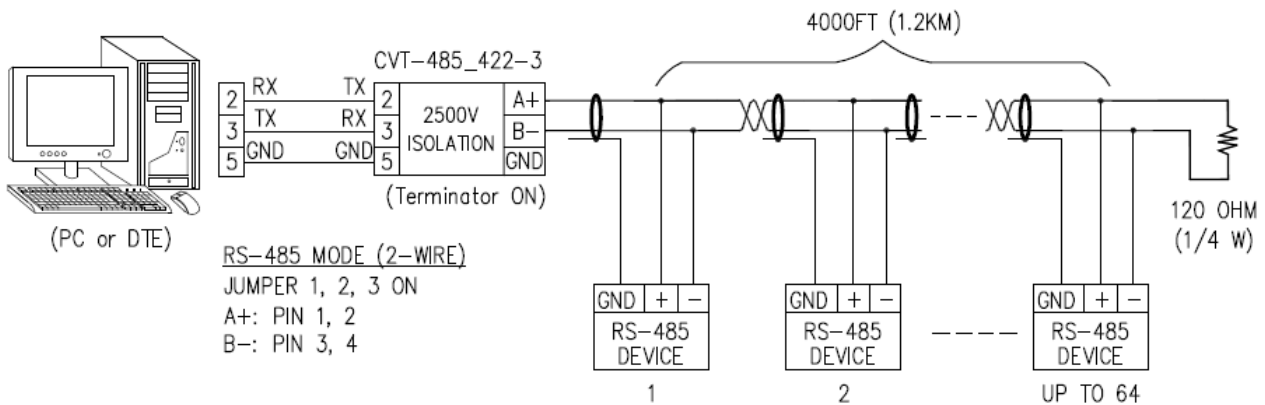 4000FT (1.2KM)
CVT-485_422-3
2 RX TX 2 2500V A+
3 TX RX 3 ISOLATION B-
5 GND GND 5 GND
(Terminator ON)
(PC or DTE)
120 OHM
(1/4 W)
RS-485 MODE (2-WIRE)
JUMPER 1, 2, 3 ON
A+: PIN 1, 2
B-: PIN 3, 4
GND + - GND + - GND + -
RS-485 RS-485 RS-485
DEVICE DEVICE DEVICE
1 2 UP TO 64